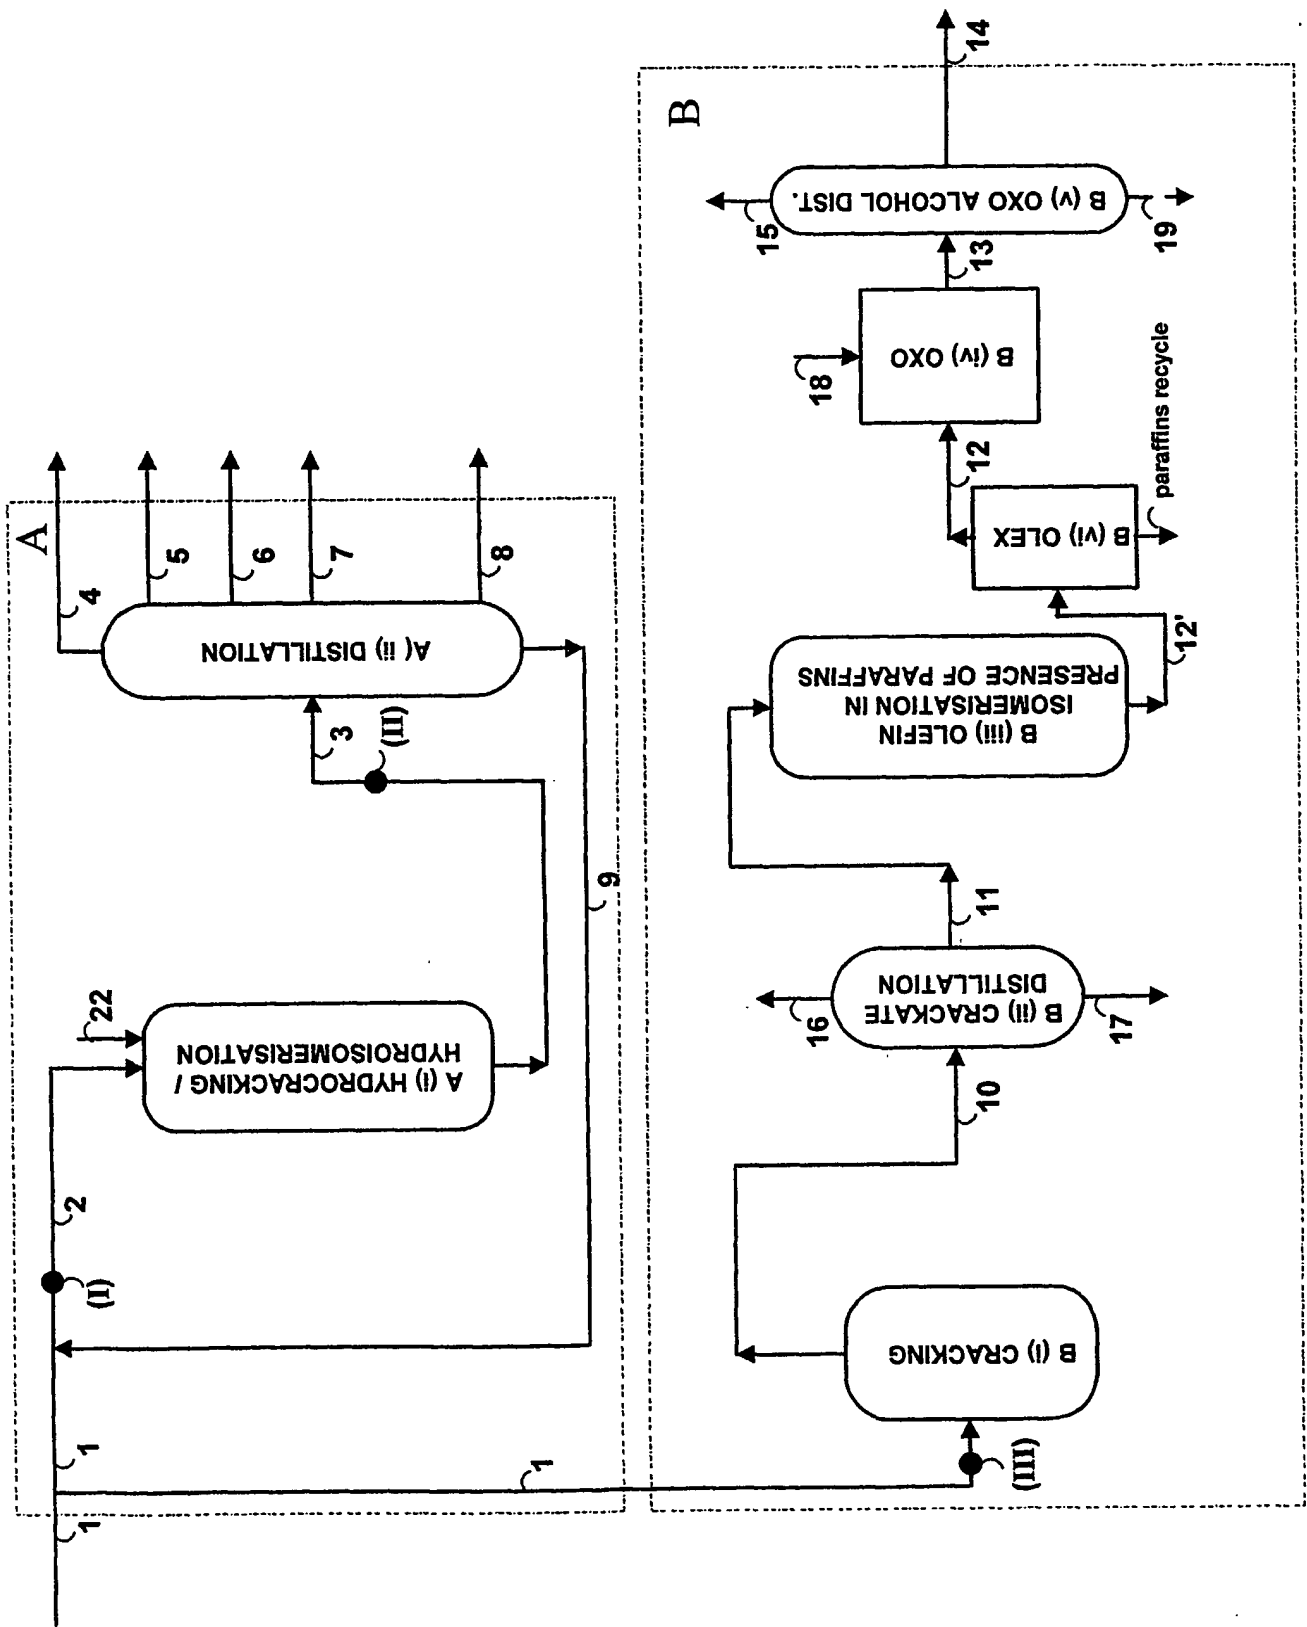 A
1
1
1
2
(I)
22
A (i) HYDROCRACKING /
HYDROISOMERISATION
3
(II)
A( ii) DISTILLATION
4
5
6
7
8
9
B
(III)
B (i) CRACKING
10
B (ii) CRACKATE
DISTILLATION
16
17
11
B (iii) OLEFIN
ISOMERISATION IN
PRESENCE OF PARAFFINS
12'
B (vi) OLEX
paraffins recycle
12
18
B (iv) OXO
13
B (v) OXO ALCOHOL DIST.
15
19
14